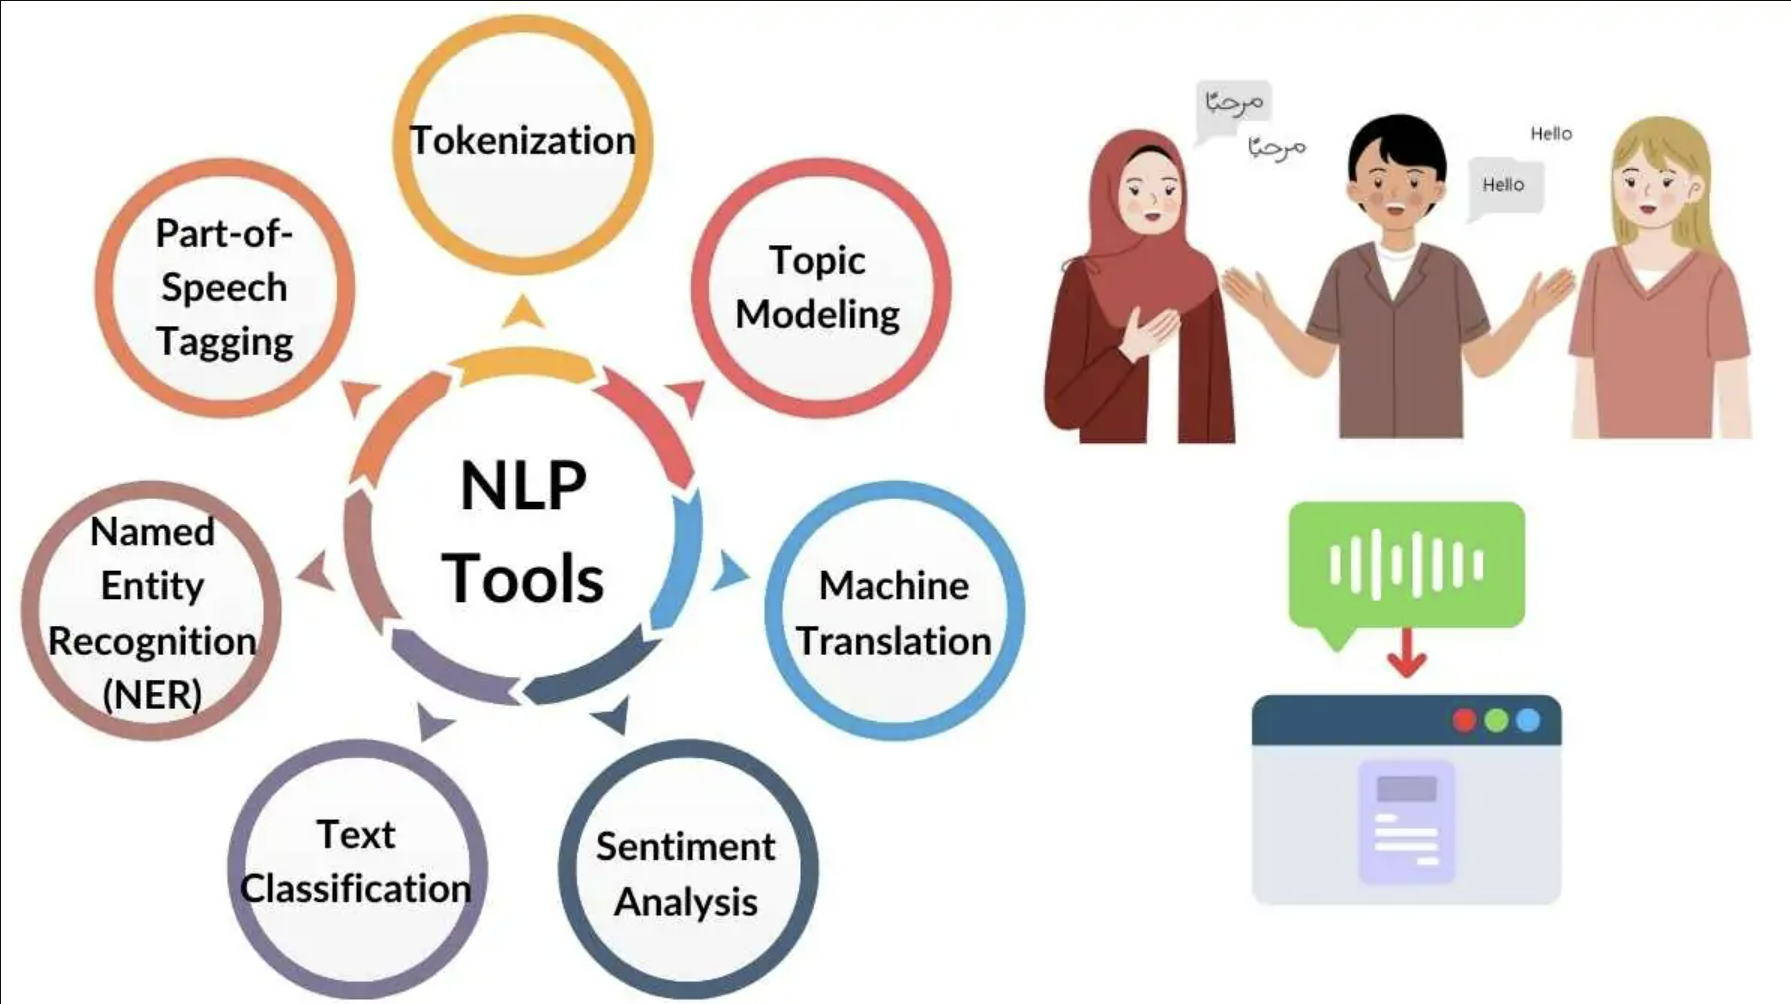 Tokenization
Topic
Modeling
Machine
Translation
Sentiment
Analysis
Text
Classification
Named
Entity
Recognition
(NER)
Part-of-
Speech
Tagging
NLP
Tools
مرحبًا
مرحبًا
Hello
Hello